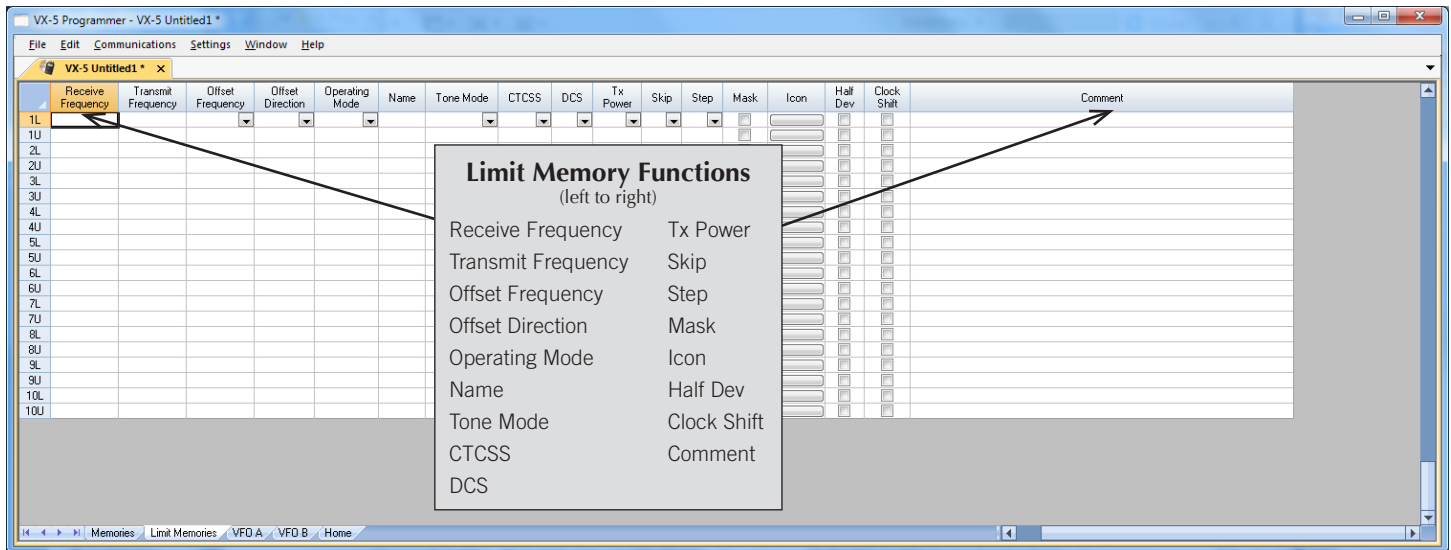 VX-5 Programmer - VX-5 Untitled1 *
File Edit Communications Settings Window Help
VX-5 Untitled1 *
Receive Frequency Transmit Frequency Offset Frequency Offset Direction Operating Mode Name Tone Mode CTCSS DCS Tx Power Skip Step Mask Icon Half Dev Clock Shift Comment
1L
1U
2L
2U
3L
3U
4L
4U
5L
5U
6L
6U
7L
7U
8L
8U
9L
9U
10L
10U
Limit Memory Functions
(left to right)
Receive Frequency
Transmit Frequency
Offset Frequency
Offset Direction
Operating Mode
Name
Tone Mode
CTCSS
DCS
Tx Power
Skip
Step
Mask
Icon
Half Dev
Clock Shift
Comment
Memories Limit Memories VFO A VFO B Home